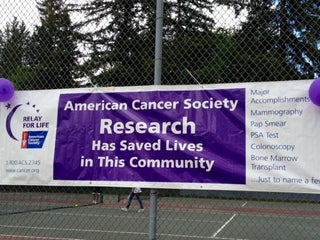 RELAY
FOR LIFE
American
Cancer
Society
1·800·ACS·2345
www.cancer.org
American Cancer Society
Research
Has Saved Lives
in This Community
Major
Accomplishments
Mammography
Pap Smear
PSA Test
Colonoscopy
Bone Marrow
Transplant
...Just to name a few